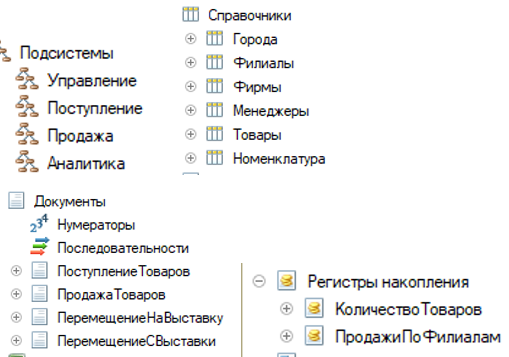 Подсистемы
Управление
Поступление
Продажа
Аналитика
Справочники
Города
Филиалы
Фирмы
Менеджеры
Товары
Номенклатура
Документы
Нумераторы
Последовательности
ПоступлениеТоваров
ПродажаТоваров
ПеремещениеНаВыставку
ПеремещениеСВыставки
Регистры накопления
КоличествоТоваров
ПродажиПоФилиалам